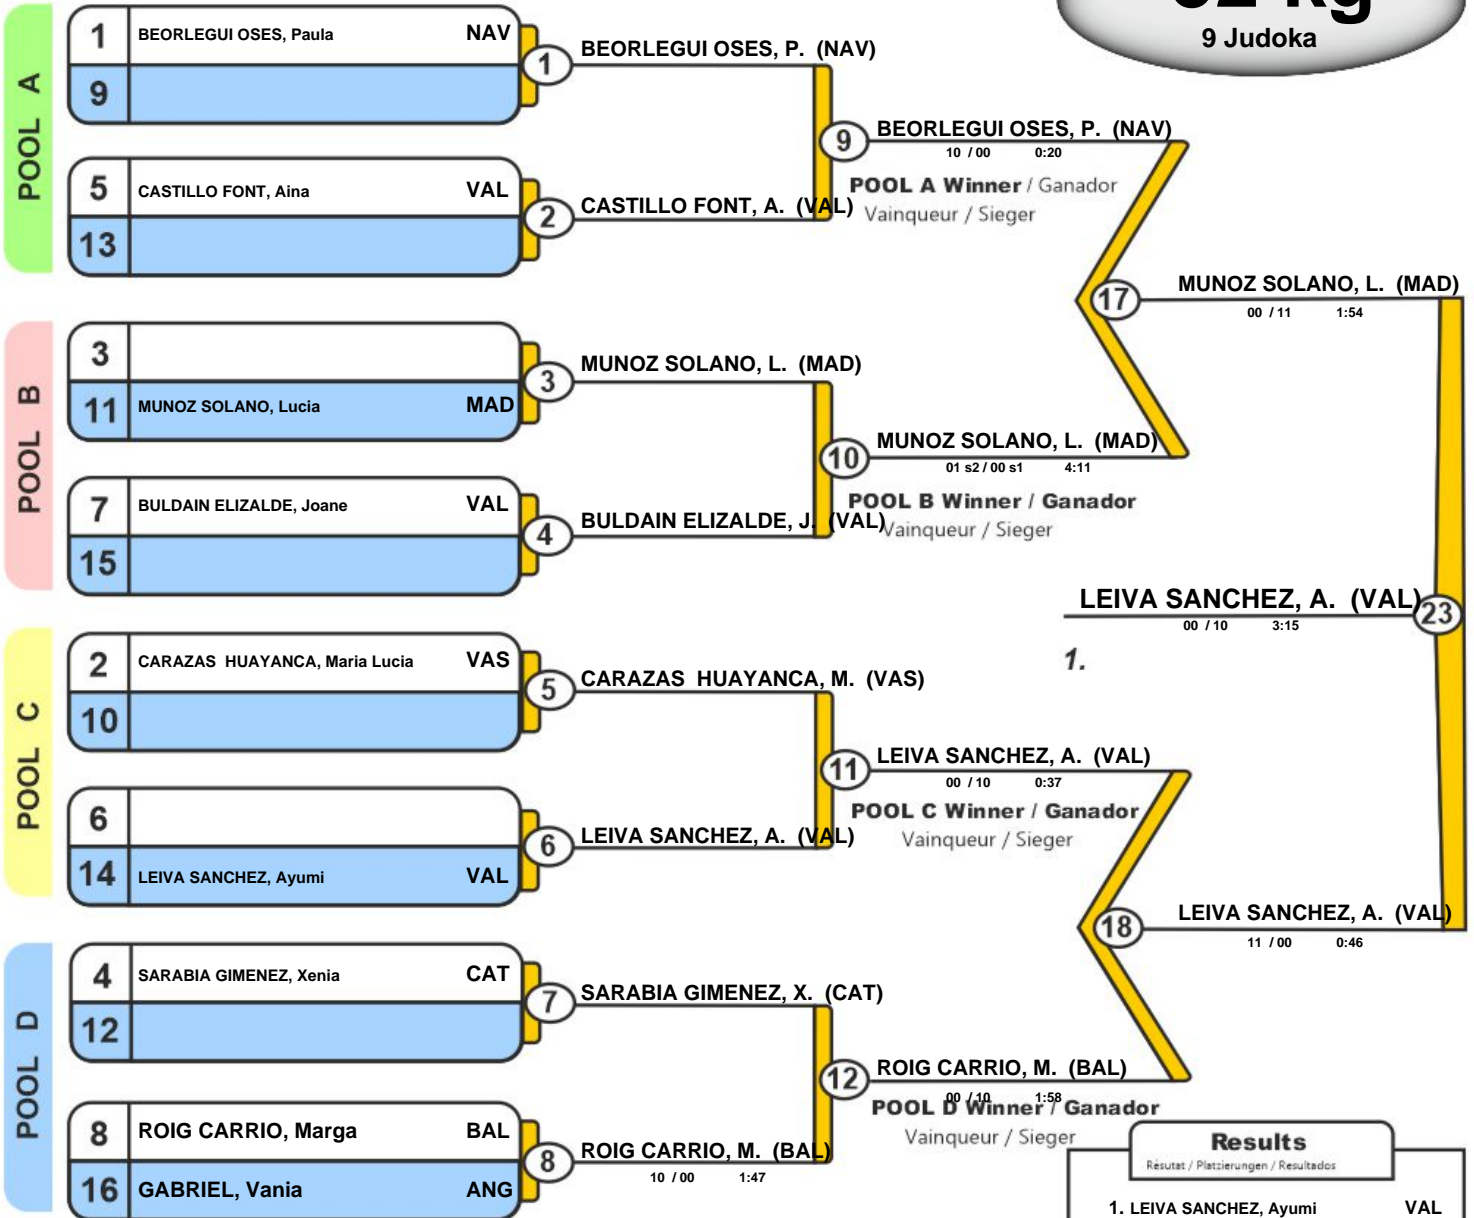 kg
9 Judoka
POOL A
1 BEORLEGUI OSES, Paula NAV
9
5 CASTILLO FONT, Aina VAL
13
1 BEORLEGUI OSES, P. (NAV)
2 CASTILLO FONT, A. (VAL)
9 BEORLEGUI OSES, P. (NAV)
10 / 00 0:20
POOL A Winner / Ganador
Vainqueur / Sieger
POOL B
3
11 MUNOZ SOLANO, Lucia MAD
7 BULDAIN ELIZALDE, Joane VAL
15
3 MUNOZ SOLANO, L. (MAD)
4 BULDAIN ELIZALDE, J. (VAL)
10 MUNOZ SOLANO, L. (MAD)
01 s2 / 00 s1 4:11
POOL B Winner / Ganador
Vainqueur / Sieger
17 MUNOZ SOLANO, L. (MAD)
00 / 11 1:54
LEIVA SANCHEZ, A. (VAL) 23
00 / 10 3:15
1.
POOL C
2 CARAZAS HUAYANCA, Maria Lucia VAS
10
6
14 LEIVA SANCHEZ, Ayumi VAL
5 CARAZAS HUAYANCA, M. (VAS)
6 LEIVA SANCHEZ, A. (VAL)
11 LEIVA SANCHEZ, A. (VAL)
00 / 10 0:37
POOL C Winner / Ganador
Vainqueur / Sieger
18 LEIVA SANCHEZ, A. (VAL)
11 / 00 0:46
POOL D
4 SARABIA GIMENEZ, Xenia CAT
12
8 ROIG CARRIO, Marga BAL
16 GABRIEL, Vania ANG
7 SARABIA GIMENEZ, X. (CAT)
8 ROIG CARRIO, M. (BAL)
10 / 00 1:47
12 ROIG CARRIO, M. (BAL)
00 / 10 1:58
POOL D Winner / Ganador
Vainqueur / Sieger
Results
Résutat / Platzierungen / Resultados
1. LEIVA SANCHEZ, Ayumi VAL